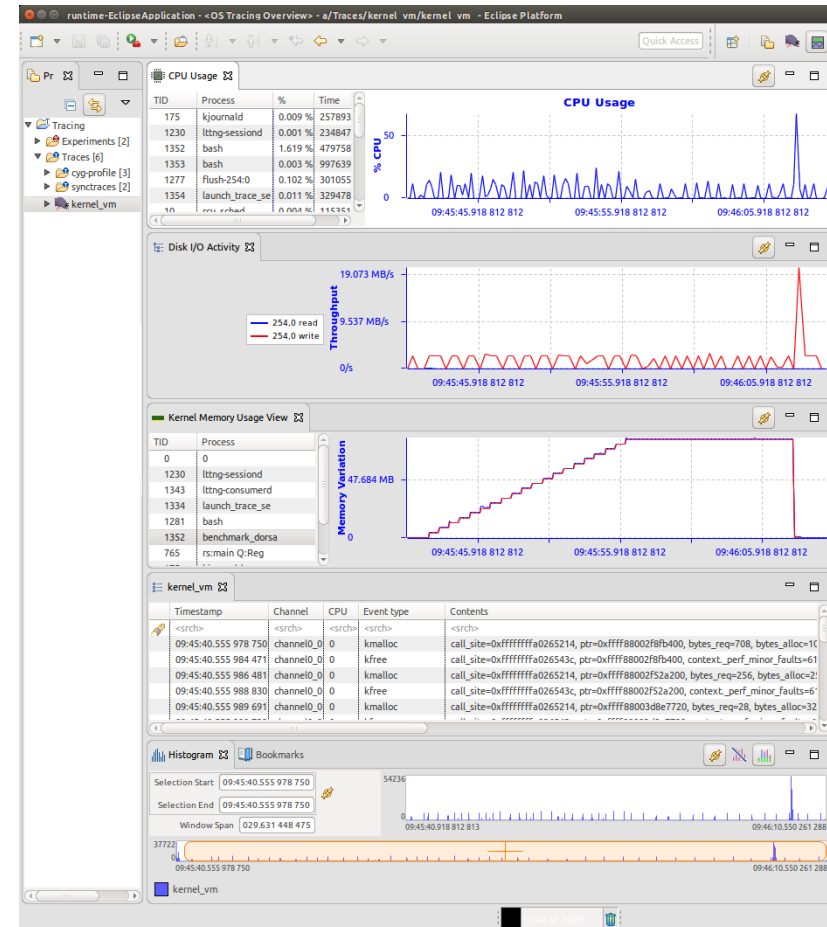 runtime-EclipseApplication - <OS Tracing Overview> - a/Traces/kernel vm/kernel vm - Eclipse Platform
Quick Access
Pr
Tracing
Experiments [2]
Traces [6]
cyg-profile [3]
synctraces [2]
kernel_vm
CPU Usage
TID Process % Time
175 kjournald 0.009 % 257893
1230 lttng-sessiond 0.001 % 234847
1352 bash 1.619 % 479758
1353 bash 0.003 % 997639
1277 flush-254:0 0.102 % 301055
1354 launch_trace_se 0.011 % 329478
10 rcu_sched 0.004 % 115351
CPU Usage
% CPU
50
0
09:45:45.918 812 812 09:45:55.918 812 812 09:46:05.918 812 812
Disk I/O Activity
254,0 read
254,0 write
Throughput
19.073 MB/s
9.537 MB/s
0/s
09:45:45.918 812 812 09:45:55.918 812 812 09:46:05.918 812 812
Kernel Memory Usage View
TID Process
0 0
1230 lttng-sessiond
1343 lttng-consumerd
1334 launch_trace_se
1281 bash
1352 benchmark_dorsa
765 rs:main Q:Reg
Memory Variation
47.684 MB
0
09:45:45.918 812 812 09:45:55.918 812 812 09:46:05.918 812 812
kernel_vm
Timestamp Channel CPU Event type Contents
<srch> <srch> <srch> <srch> <srch>
09:45:40.555 978 750 channel0_0 0 kmalloc call_site=0xffffffffa0265214, ptr=0xffff88002f8fb400, bytes_req=708, bytes_alloc=10
09:45:40.555 984 471 channel0_0 0 kfree call_site=0xffffffffa026543c, ptr=0xffff88002f8fb400, context._perf_minor_faults=61
09:45:40.555 986 481 channel0_0 0 kmalloc call_site=0xffffffffa0265214, ptr=0xffff88002f52a200, bytes_req=256, bytes_alloc=25
09:45:40.555 988 830 channel0_0 0 kfree call_site=0xffffffffa026543c, ptr=0xffff88002f52a200, context._perf_minor_faults=61
09:45:40.555 989 691 channel0_0 0 kmalloc call_site=0xffffffffa0265214, ptr=0xffff88003d8e7720, bytes_req=28, bytes_alloc=32
Histogram Bookmarks
Selection Start 09:45:40.555 978 750
Selection End 09:45:40.555 978 750
Window Span 029.631 448 475
54236
0
09:45:40.918 812 813 09:46:10.550 261 288
37722
0
09:45:40.555 978 750 09:46:10.550 261 288
kernel_vm